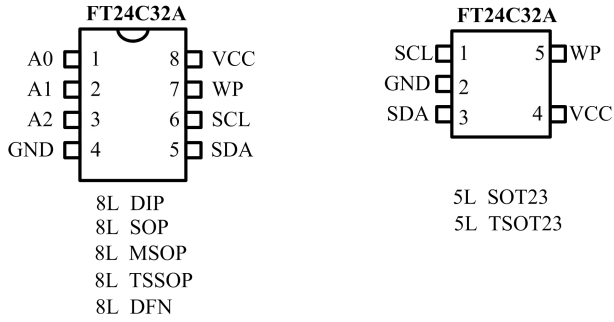 FT24C32A
A0 1 8 VCC
A1 2 7 WP
A2 3 6 SCL
GND 4 5 SDA
8L DIP
8L SOP
8L MSOP
8L TSSOP
8L DFN
FT24C32A
SCL 1 5 WP
GND 2
SDA 3 4 VCC
5L SOT23
5L TSOT23